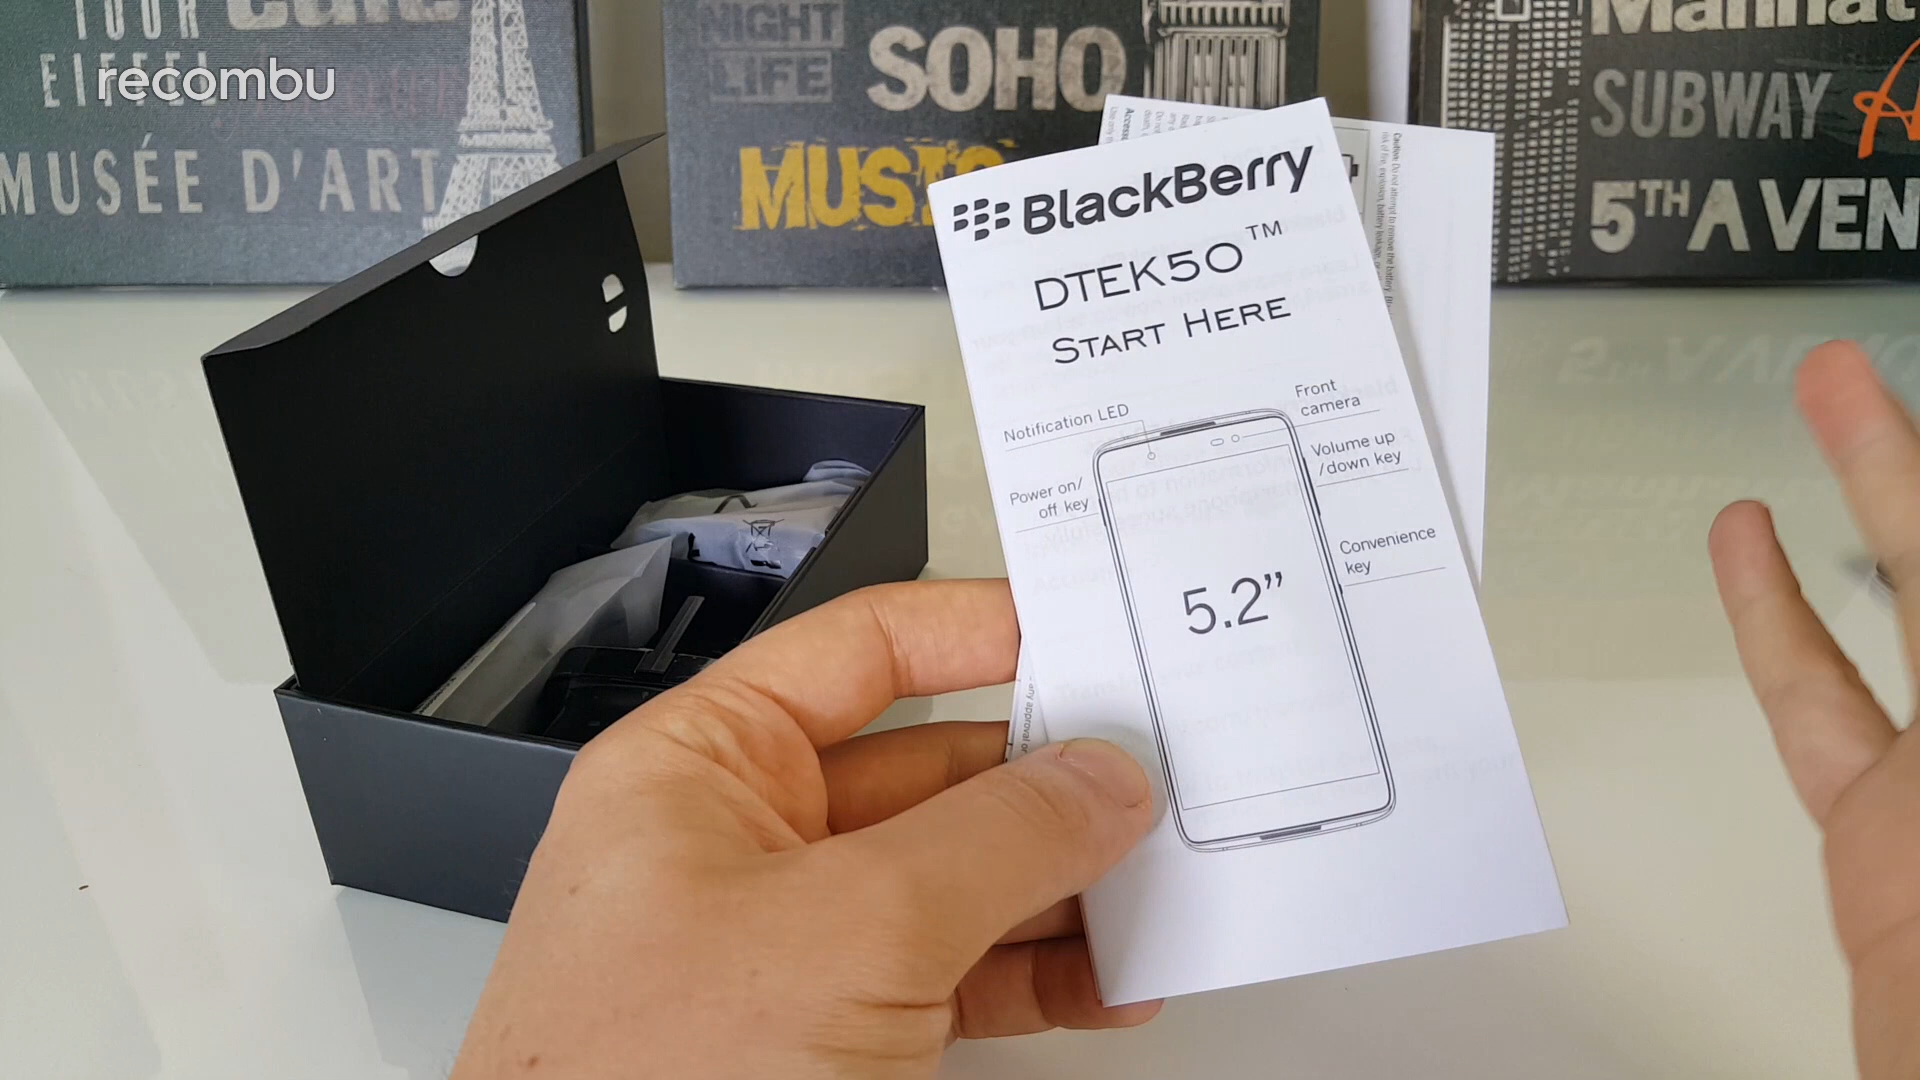 TOUR
EIFFEL
MUSÉE D'ART
recombu
NIGHT
LIFE
SOHO
MUSIC
SUBWAY
5TH AVEN
BlackBerry
DTEK50™
START HERE
Notification LED
Front
camera
Power on/
off key
Volume up
/down key
Convenience
key
5.2”